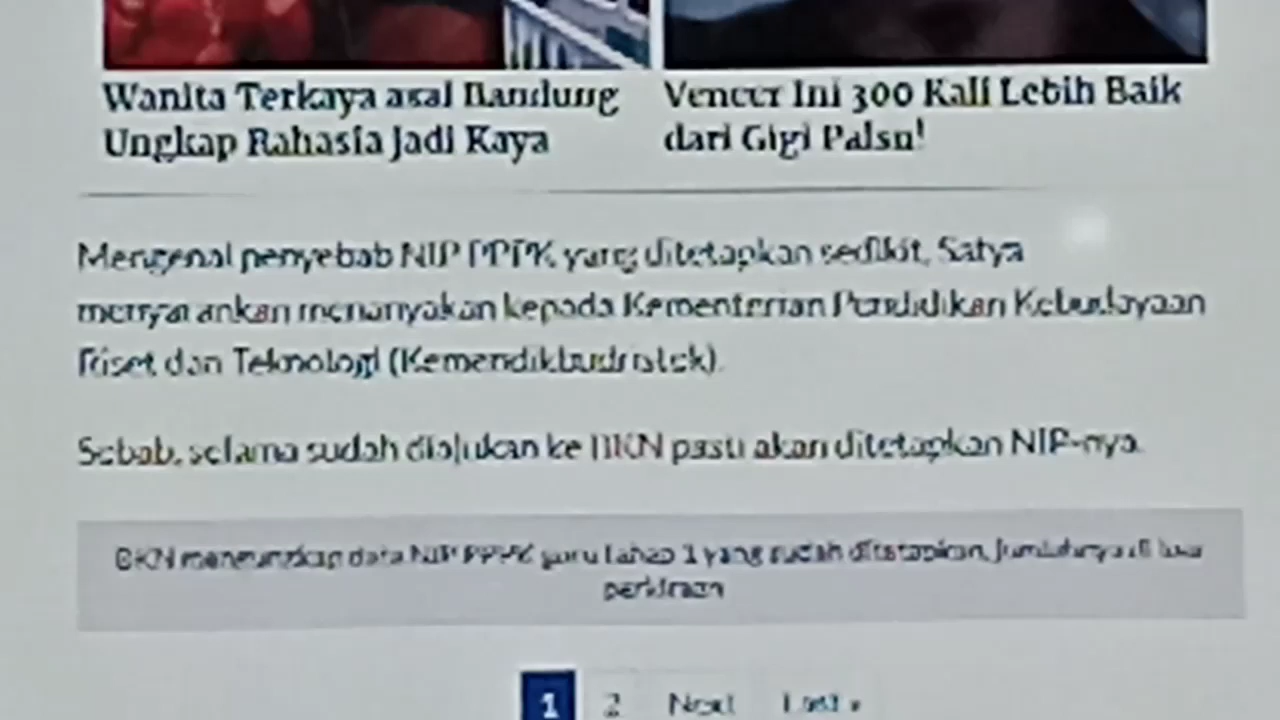 Wanita Terkaya asal Bandung
Ungkap Rahasia Jadi Kaya
Veneer Ini 300 Kali Lebih Baik
dari Gigi Palsu!
Mengenai penyebab NIP PPPK yang ditetapkan sedikit, Satya
menyarankan menanyakan kepada Kementerian Pendidikan Kebudayaan
Riset dan Teknologi (Kemendikbudristek).
Sebab, selama sudah diajukan ke BKN pasti akan ditetapkan NIP-nya.
BKN mengungkap data NIP PPPK guru tahap 1 yang sudah ditetapkan, jumlahnya di luar
perkiraan
1 2 Next Last »